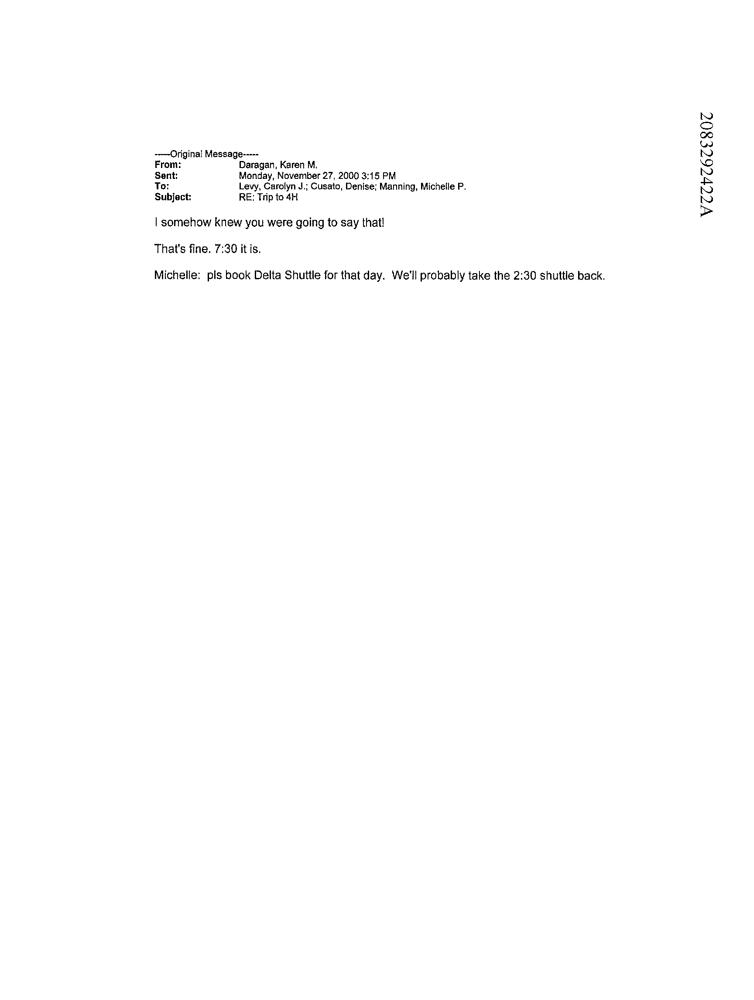 -----Original Message-----
From: Daragan, Karen M.
Sent: Monday, November 27, 2000 3:15 PM
To: Levy, Carolyn J.; Cusato, Denise; Manning, Michelle P.
Subject: RE: Trip to 4H
I somehow knew you were going to say that!
That's fine. 7:30 it is.
Michelle: pls book Delta Shuttle for that day. We'll probably take the 2:30 shuttle back.
2083292422A